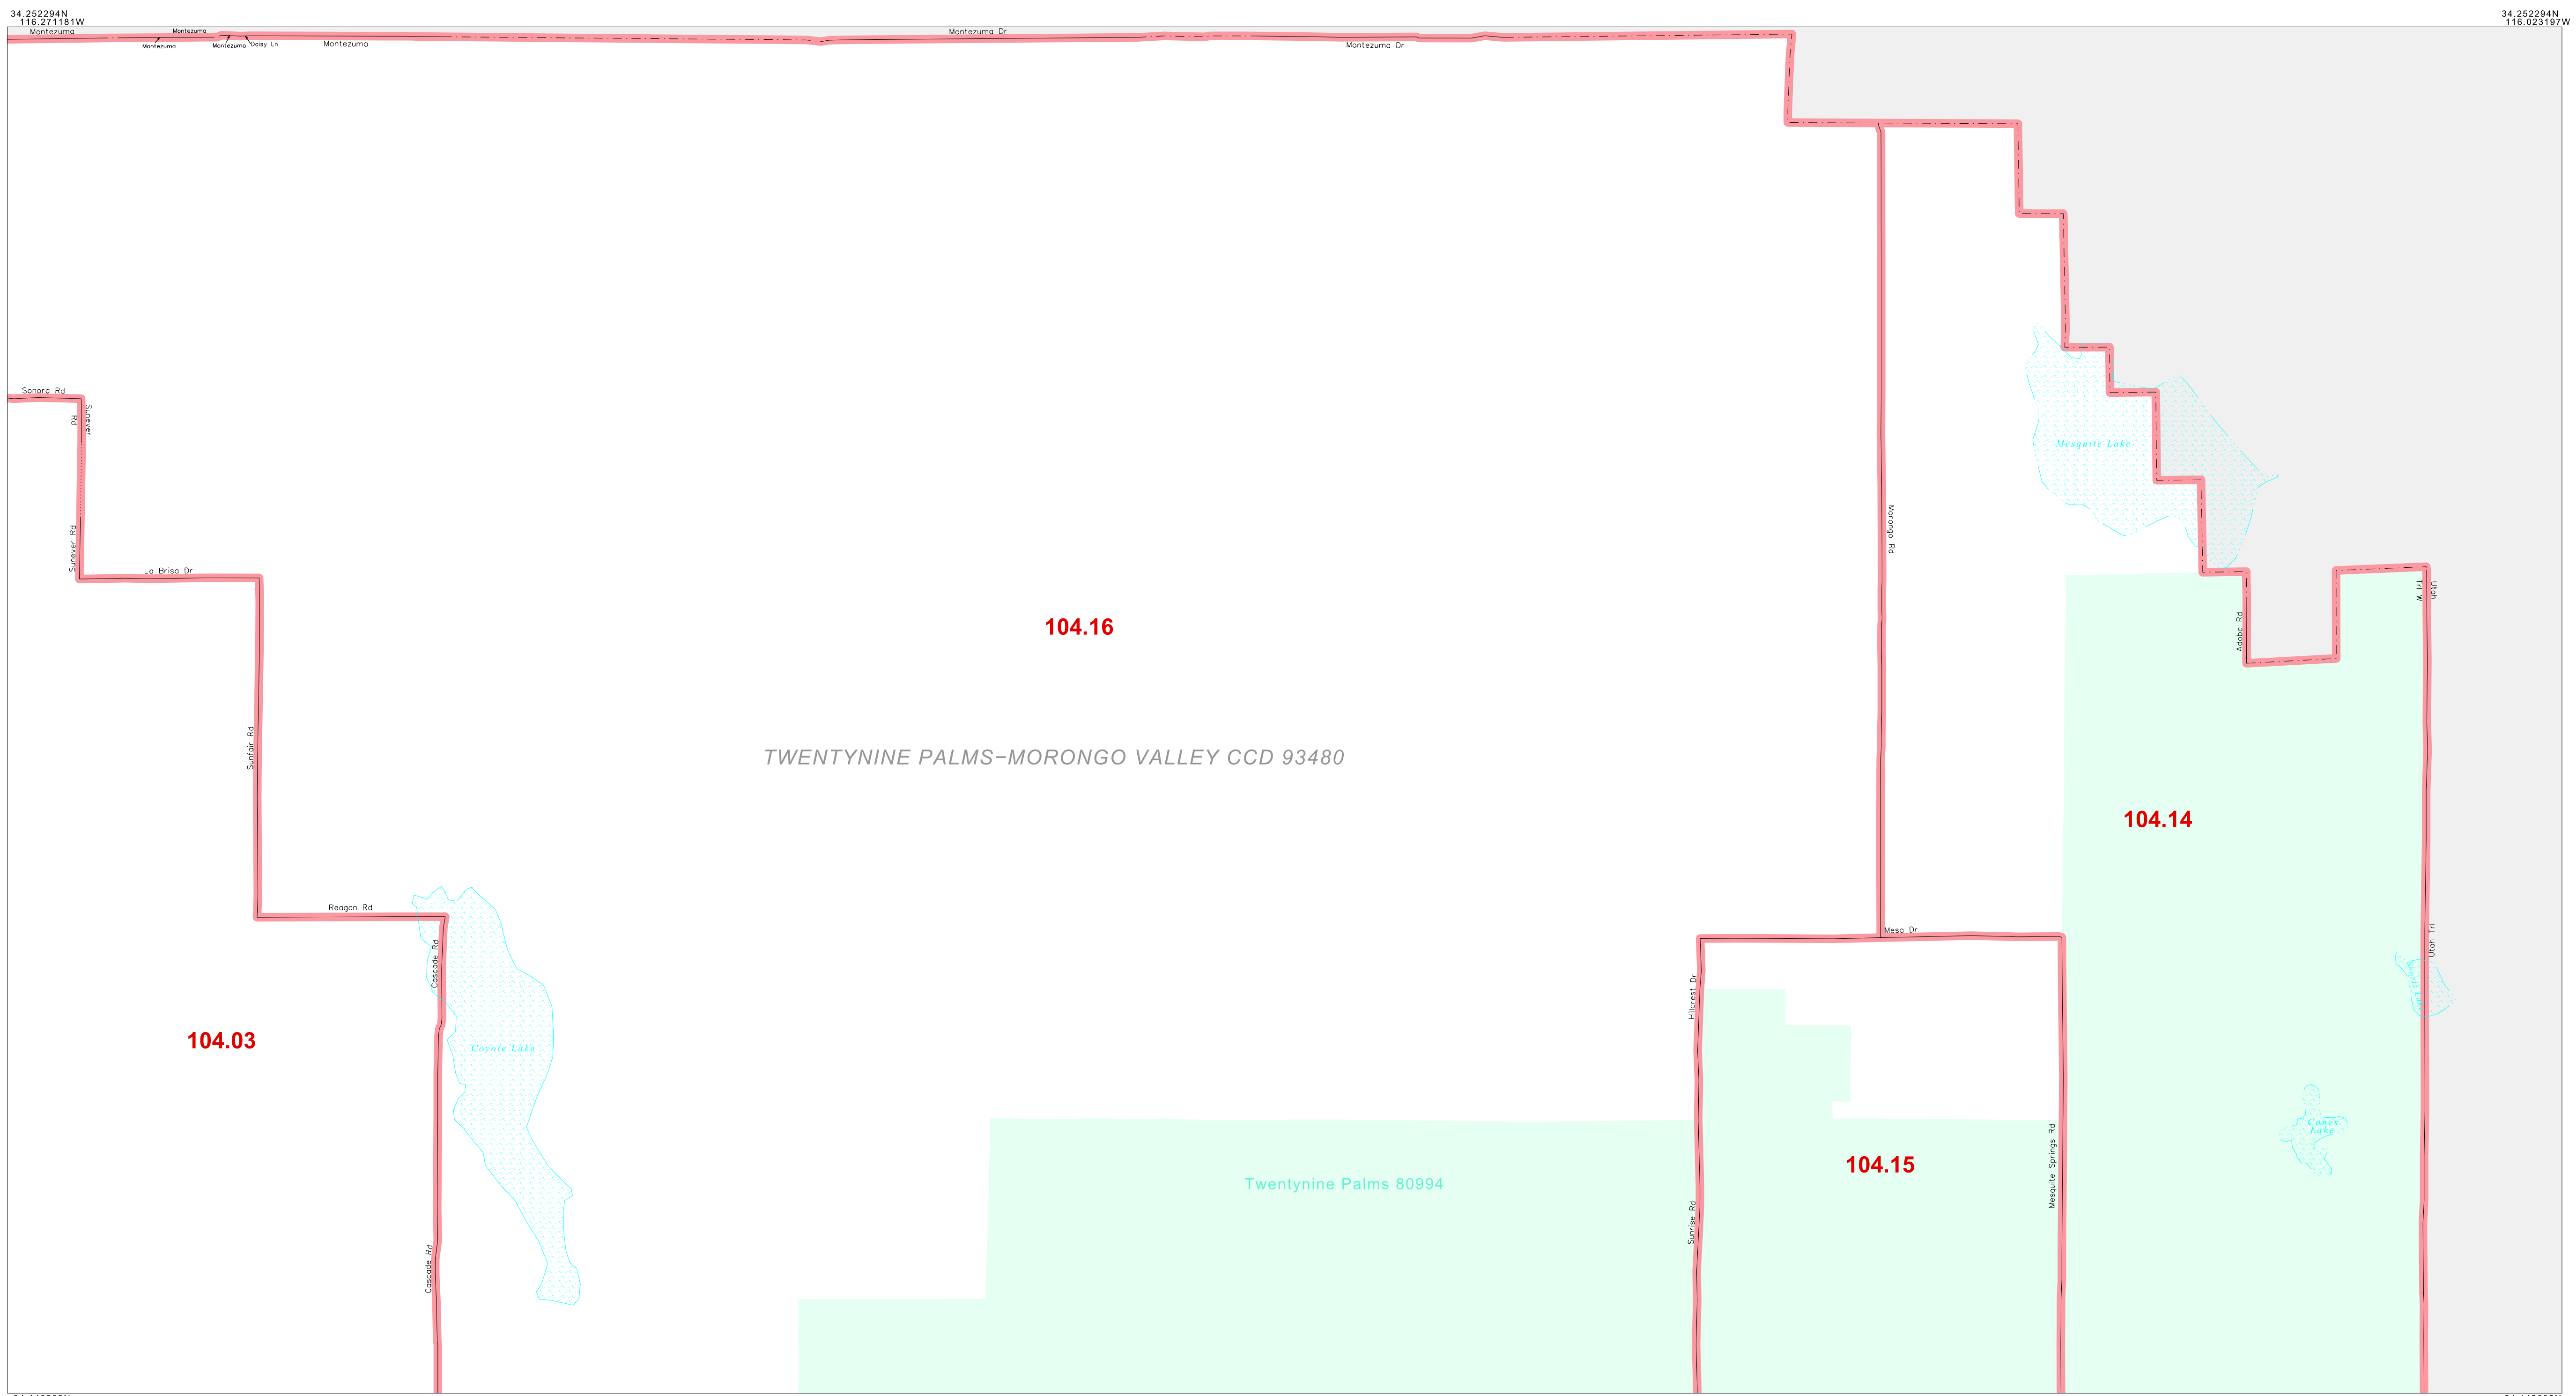 34.252294N
116.271181W
34.252294N
116.023197W
Montezuma
Montezuma
Montezuma
Montezuma
Daisy Ln
Montezuma
Montezuma Dr
Montezuma Dr
Sonora Rd
Sunever
Rd
Sunever Rd
La Brisa Dr
Sunfair Rd
Reagan Rd
Cascade Rd
Cascade Rd
Coyote Lake
104.03
104.16
TWENTYNINE PALMS-MORONGO VALLEY CCD 93480
Morongo Rd
Mesquite Lake
Adobe Rd
Utah
Trl W
104.14
Mesa Dr
Hillcrest Dr
Utah Trl
Canes
Lake
Mesquite Springs Rd
104.15
Twentynine Palms 80994
Sunrise Rd